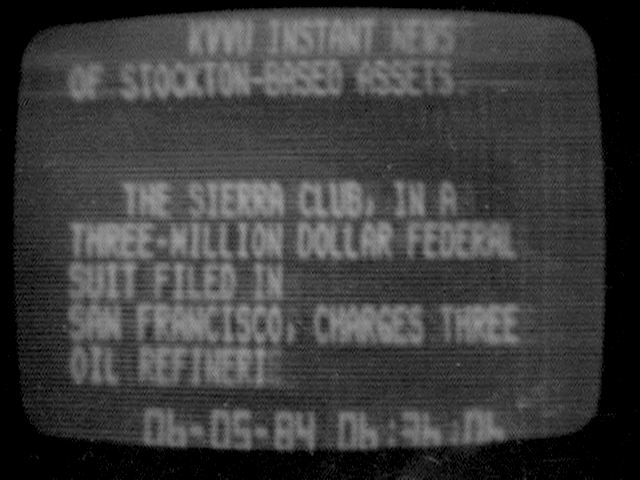 KVVU INSTANT NEWS
OF STOCKTON-BASED ASSETS.
THE SIERRA CLUB, IN A
THREE-MILLION DOLLAR FEDERAL
SUIT FILED IN
SAN FRANCISCO, CHARGES THREE
OIL REFINERI
06-05-84 06:36:06